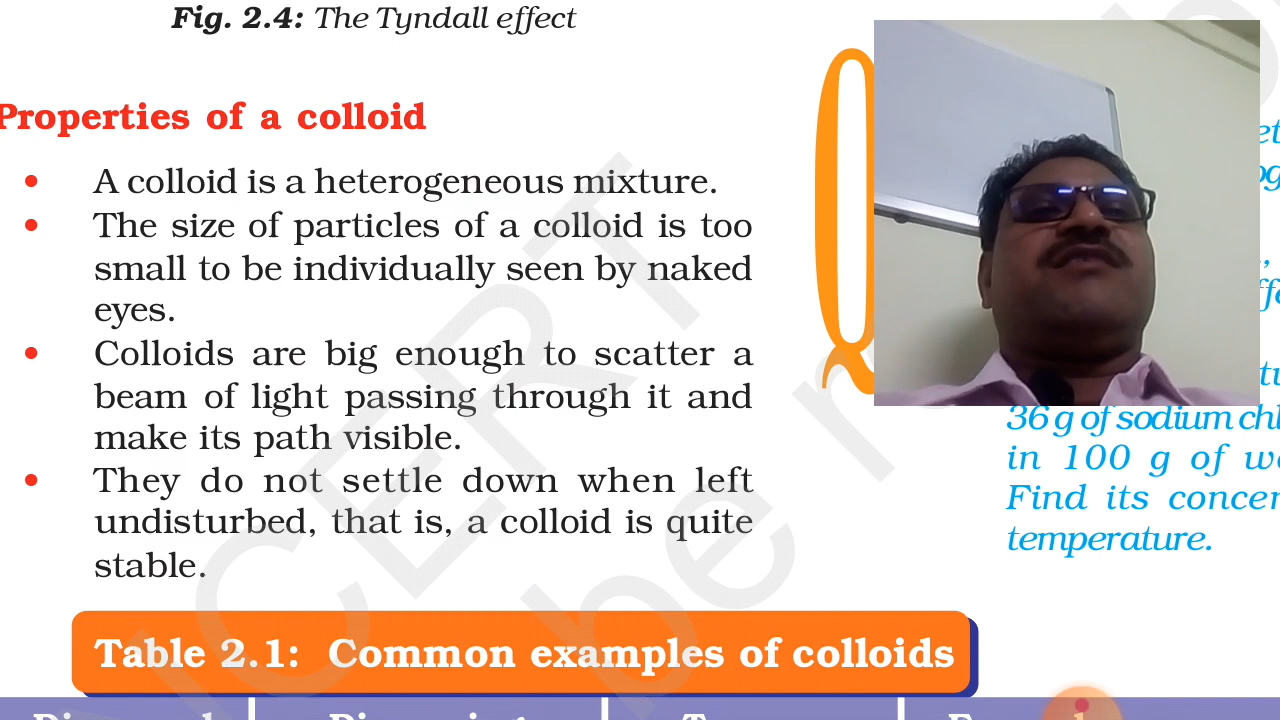 Fig. 2.4: The Tyndall effect
Properties of a colloid
• A colloid is a heterogeneous mixture.
• The size of particles of a colloid is too
small to be individually seen by naked
eyes.
• Colloids are big enough to scatter a
beam of light passing through it and
make its path visible.
• They do not settle down when left
undisturbed, that is, a colloid is quite
stable.
Table 2.1: Common examples of colloids
Q
36 g of sodium
in 100 g of
Find its
temperature.
NCERT
be